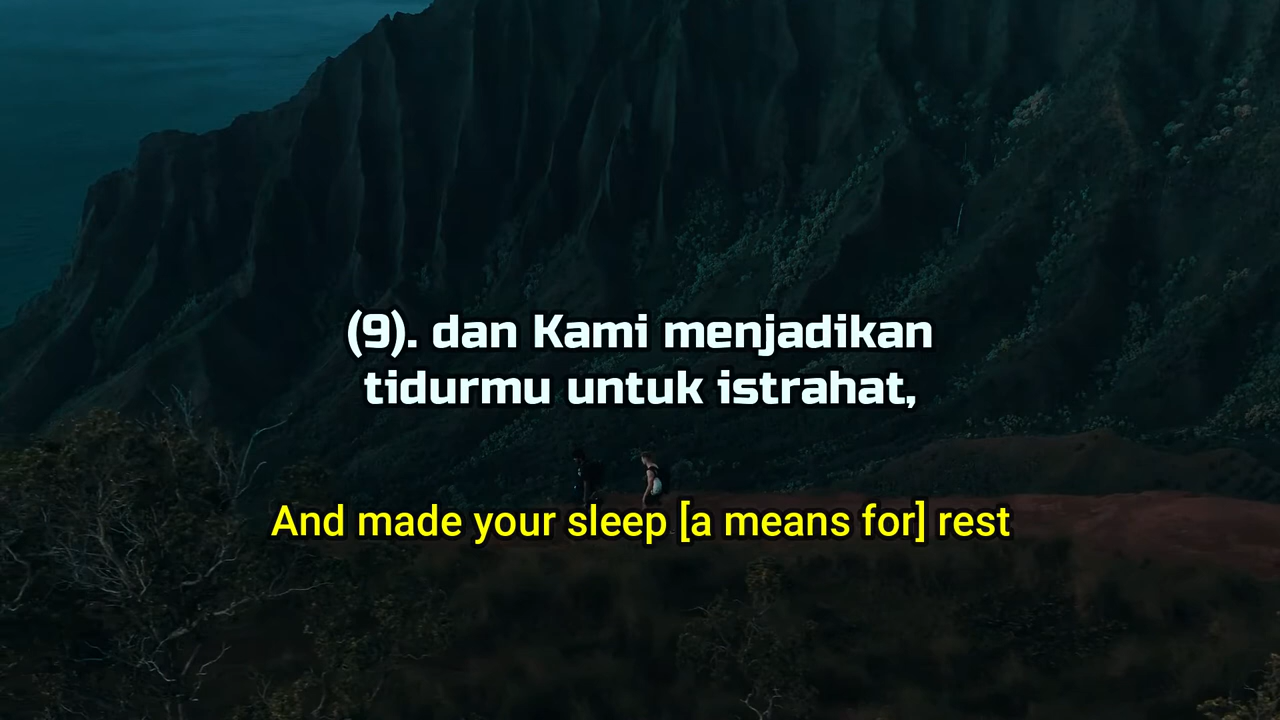 (9). dan Kami menjadikan
tidurmu untuk istrahat,
And made your sleep [a means for] rest